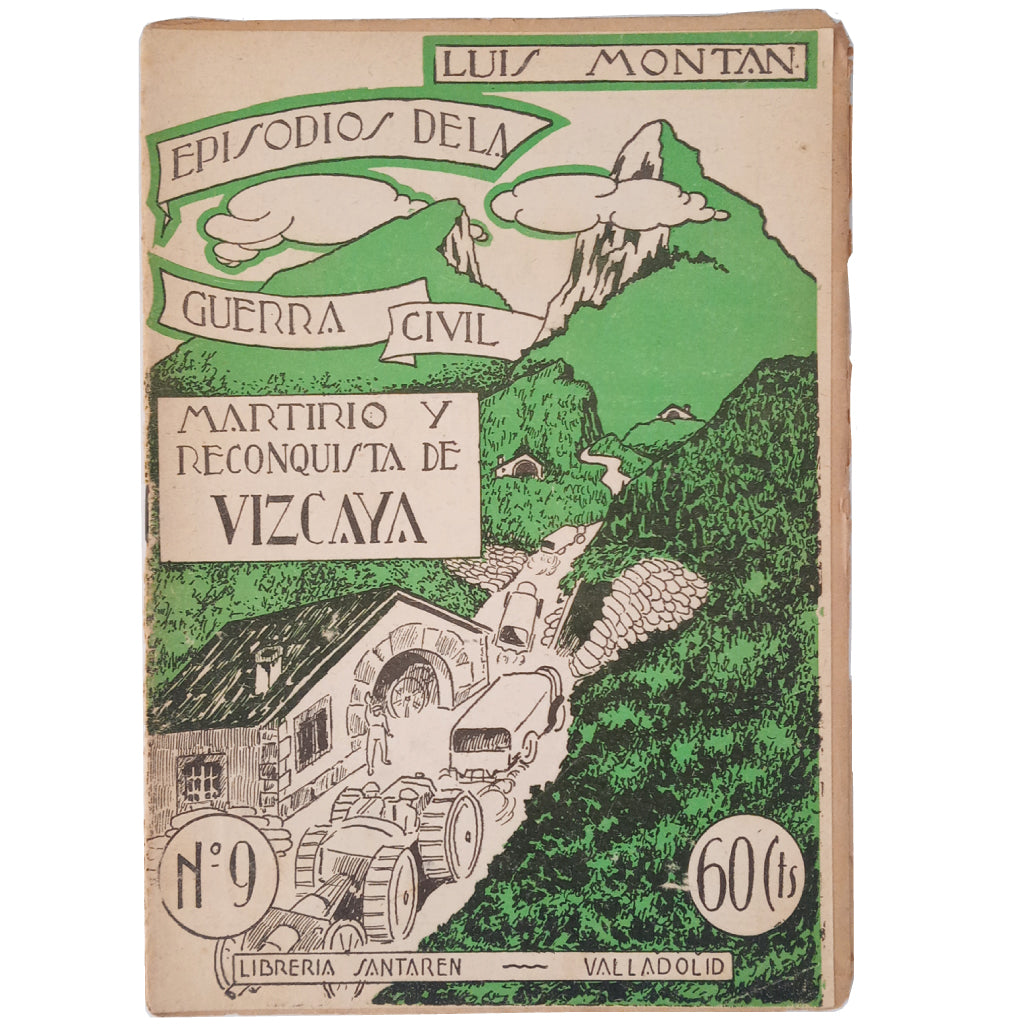 LUIS MONTAN
EPISODIOS DE LA
GUERRA CIVIL
MARTIRIO Y
RECONQUISTA DE
VIZCAYA
Nº 9
60 Cts
LIBRERIA SANTAREN — VALLADOLID